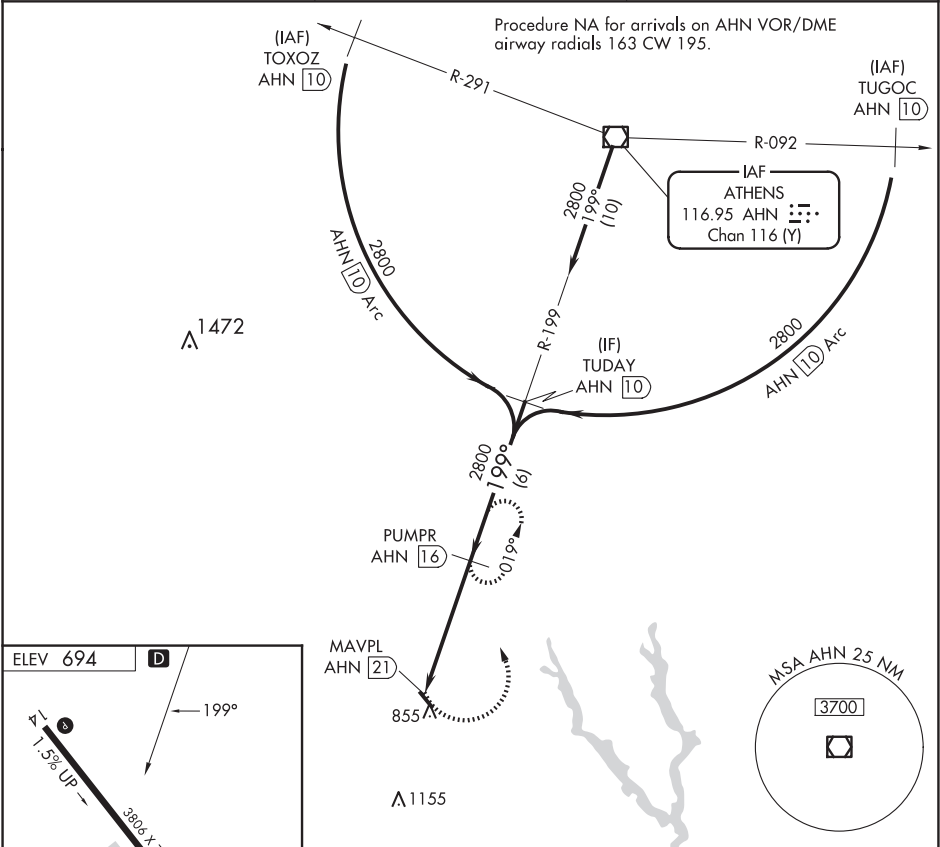 Procedure NA for arrivals on AHN VOR/DME
airway radials 163 CW 195.
(IAF)
TOXOZ
AHN 10
(IAF)
TUGOC
AHN 10
R-291
R-092
IAF
ATHENS
116.95 AHN
Chan 116 (Y)
2800
199°
(10)
2800
AHN 10 Arc
2800
AHN 10 Arc
R-199
1472
(IF)
TUDAY
AHN 10
2800
199°
(6)
PUMPR
AHN 16
019°
MAVPL
AHN 21
855
1155
MSA AHN 25 NM
3700
ELEV 694
D
199°
14
P
1.5% UP
3806 X